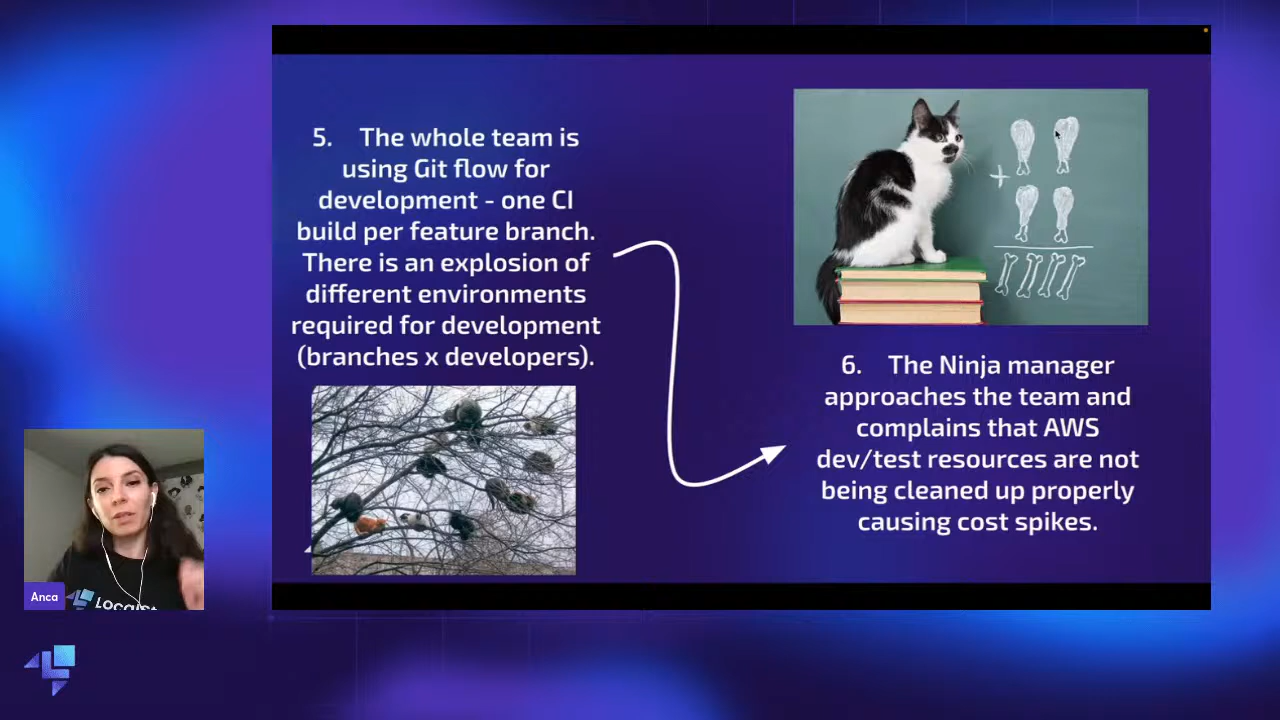 5. The whole team is
using Git flow for
development - one CI
build per feature branch.
There is an explosion of
different environments
required for development
(branches x developers).
+
6. The Ninja manager
approaches the team and
complains that AWS
dev/test resources are not
being cleaned up properly
causing cost spikes.
Anca
LocalSt